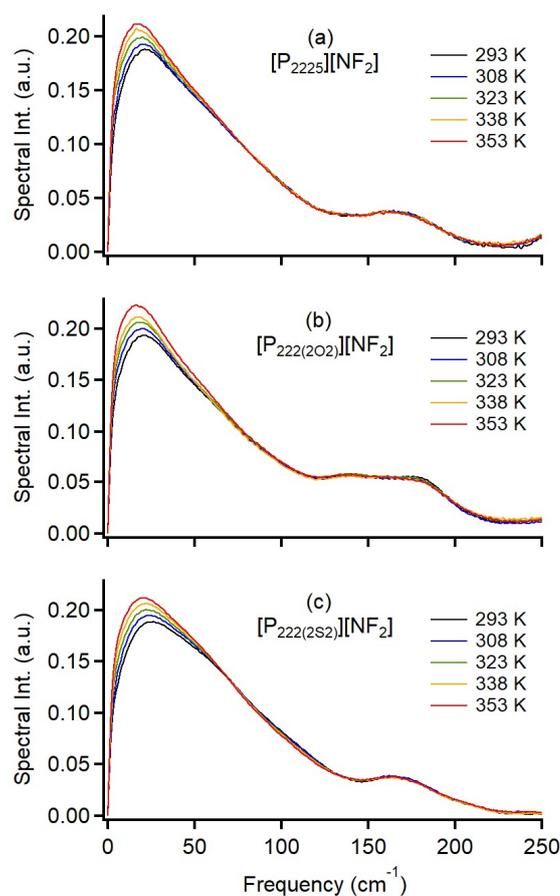 (a)
[P₂₂₂₅][NF₂]
293 K
308 K
323 K
338 K
353 K
Spectral Int. (a.u.)
0.20
0.15
0.10
0.05
0.00
(b)
[P₂₂₂₍₂O₂₎][NF₂]
293 K
308 K
323 K
338 K
353 K
Spectral Int. (a.u.)
0.20
0.15
0.10
0.05
0.00
(c)
[P₂₂₂₍₂S₂₎][NF₂]
293 K
308 K
323 K
338 K
353 K
Spectral Int. (a.u.)
0.20
0.15
0.10
0.05
0.00
0 50 100 150 200 250
Frequency (cm⁻¹)